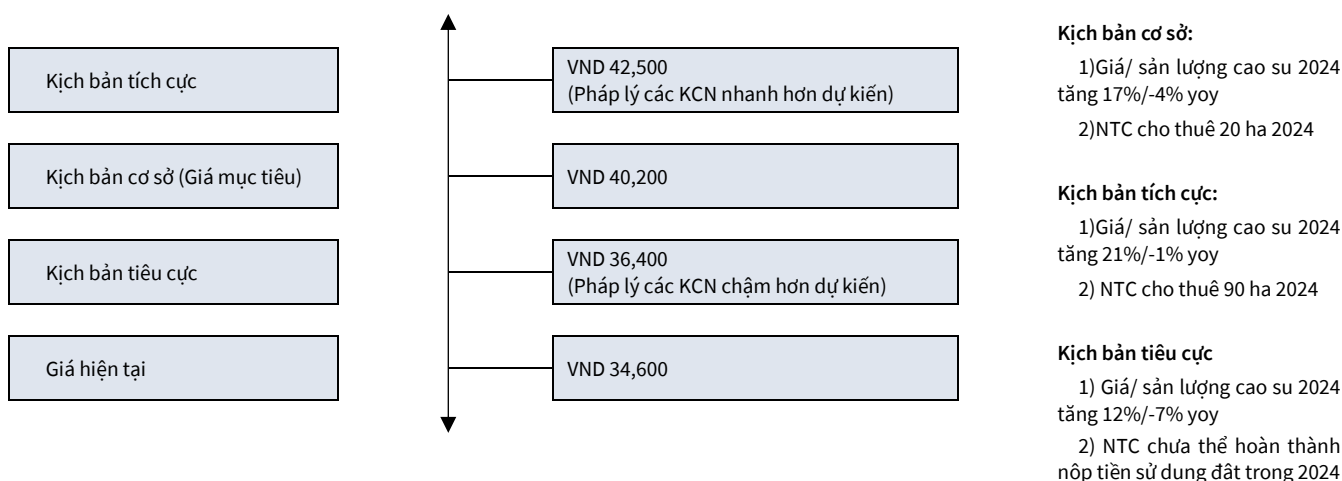 Kịch bản tích cực
VND 42,500
(Pháp lý các KCN nhanh hơn dự kiến)
Kịch bản cơ sở (Giá mục tiêu)
VND 40,200
Kịch bản tiêu cực
VND 36,400
(Pháp lý các KCN chậm hơn dự kiến)
Giá hiện tại
VND 34,600
Kịch bản cơ sở:
1)Giá/ sản lượng cao su 2024
tăng 17%/-4% yoy
2)NTC cho thuê 20 ha 2024
Kịch bản tích cực:
1)Giá/ sản lượng cao su 2024
tăng 21%/-1% yoy
2) NTC cho thuê 90 ha 2024
Kịch bản tiêu cực
1) Giá/ sản lượng cao su 2024
tăng 12%/-7% yoy
2) NTC chưa thể hoàn thành
nộp tiền sử dụng đất trong 2024